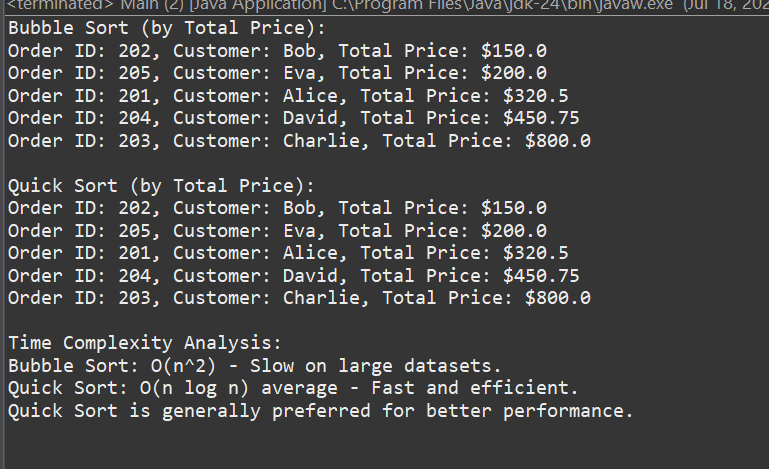 <terminated> Main (2) [Java Application] C:\Program Files\Java\jdk-24\bin\javaw.exe (Jul 18, 202
Bubble Sort (by Total Price):
Order ID: 202, Customer: Bob, Total Price: $150.0
Order ID: 205, Customer: Eva, Total Price: $200.0
Order ID: 201, Customer: Alice, Total Price: $320.5
Order ID: 204, Customer: David, Total Price: $450.75
Order ID: 203, Customer: Charlie, Total Price: $800.0
Quick Sort (by Total Price):
Order ID: 202, Customer: Bob, Total Price: $150.0
Order ID: 205, Customer: Eva, Total Price: $200.0
Order ID: 201, Customer: Alice, Total Price: $320.5
Order ID: 204, Customer: David, Total Price: $450.75
Order ID: 203, Customer: Charlie, Total Price: $800.0
Time Complexity Analysis:
Bubble Sort: O(n^2) - Slow on large datasets.
Quick Sort: O(n log n) average - Fast and efficient.
Quick Sort is generally preferred for better performance.